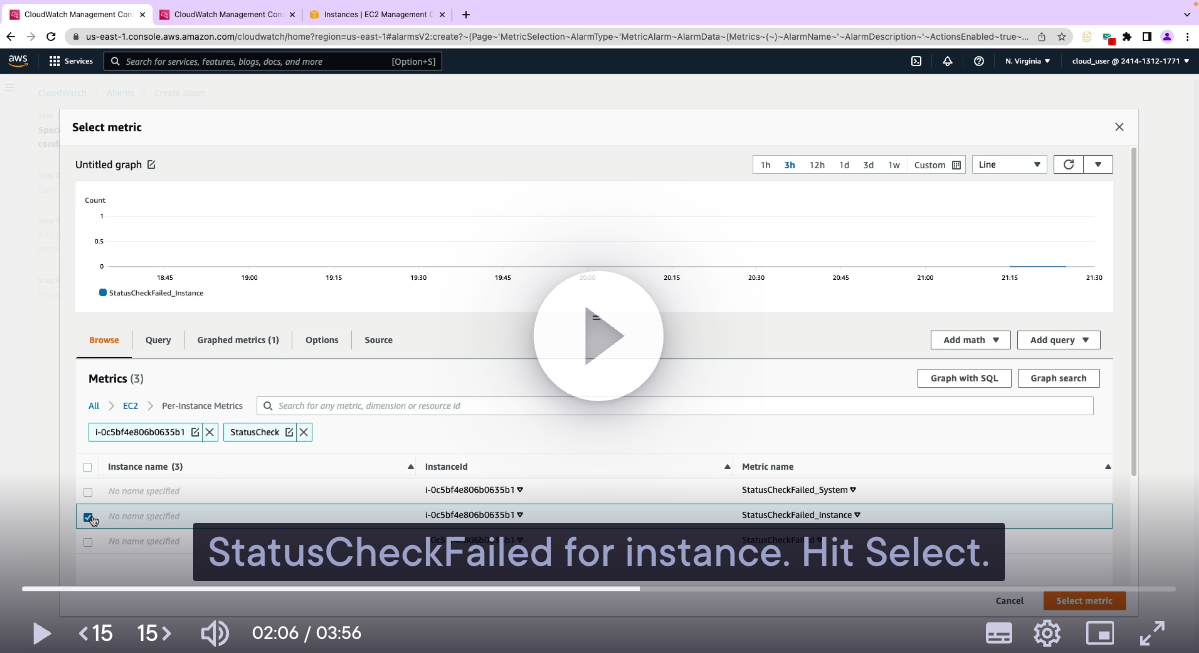 CloudWatch Management Con
CloudWatch Management Con
Instances | EC2 Management C
us-east-1.console.aws.amazon.com/cloudwatch/home?region=us-east-1#alarmsV2:create?~(Page~'MetricSelection~AlarmType~'MetricAlarm~AlarmData~(Metrics~(~)~AlarmName~'~AlarmDescription~'~ActionsEnabled~true~...
aws
Services
Search for services, features, blogs, docs, and more
[Option+S]
N. Virginia
cloud_user @ 2414-1312-1771
CloudWatch
Alarms
Create alarm
Select metric
Untitled graph
1h 3h 12h 1d 3d 1w Custom
Line
Count
1
0.5
0
18:45 19:00 19:15 19:30 19:45 20:00 20:15 20:30 20:45 21:00 21:15 21:30
StatusCheckFailed_Instance
Browse Query Graphed metrics (1) Options Source
Add math
Add query
Metrics (3)
Graph with SQL
Graph search
All EC2 Per-Instance Metrics
Search for any metric, dimension or resource id
i-0c5bf4e806b0635b1
StatusCheck
Instance name (3) InstanceId Metric name
No name specified i-0c5bf4e806b0635b1 StatusCheckFailed_System
No name specified i-0c5bf4e806b0635b1 StatusCheckFailed_Instance
No name specified i-0c5bf4e806b0635b1 StatusCheckFailed
StatusCheckFailed for instance. Hit Select.
Cancel
Select metric
15 15 02:06 / 03:56